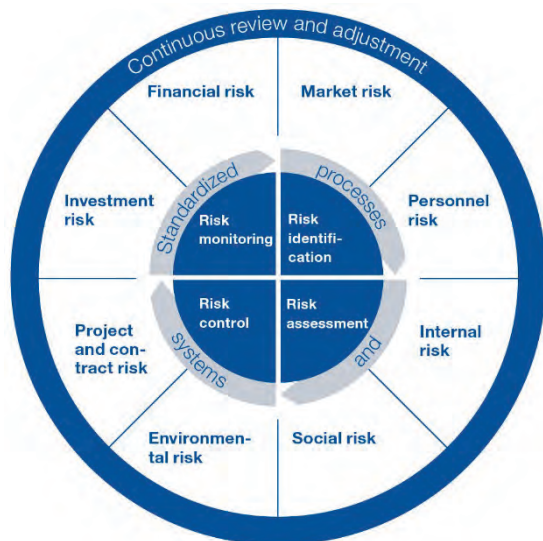 Continuous review and adjustment
Financial risk
Market risk
Investment
risk
Personnel
risk
Standardized
processes
Risk
monitoring
Risk
identifi-
cation
Risk
control
Risk
assessment
systems
and
Project
and con-
tract risk
Internal
risk
Environmen-
tal risk
Social risk